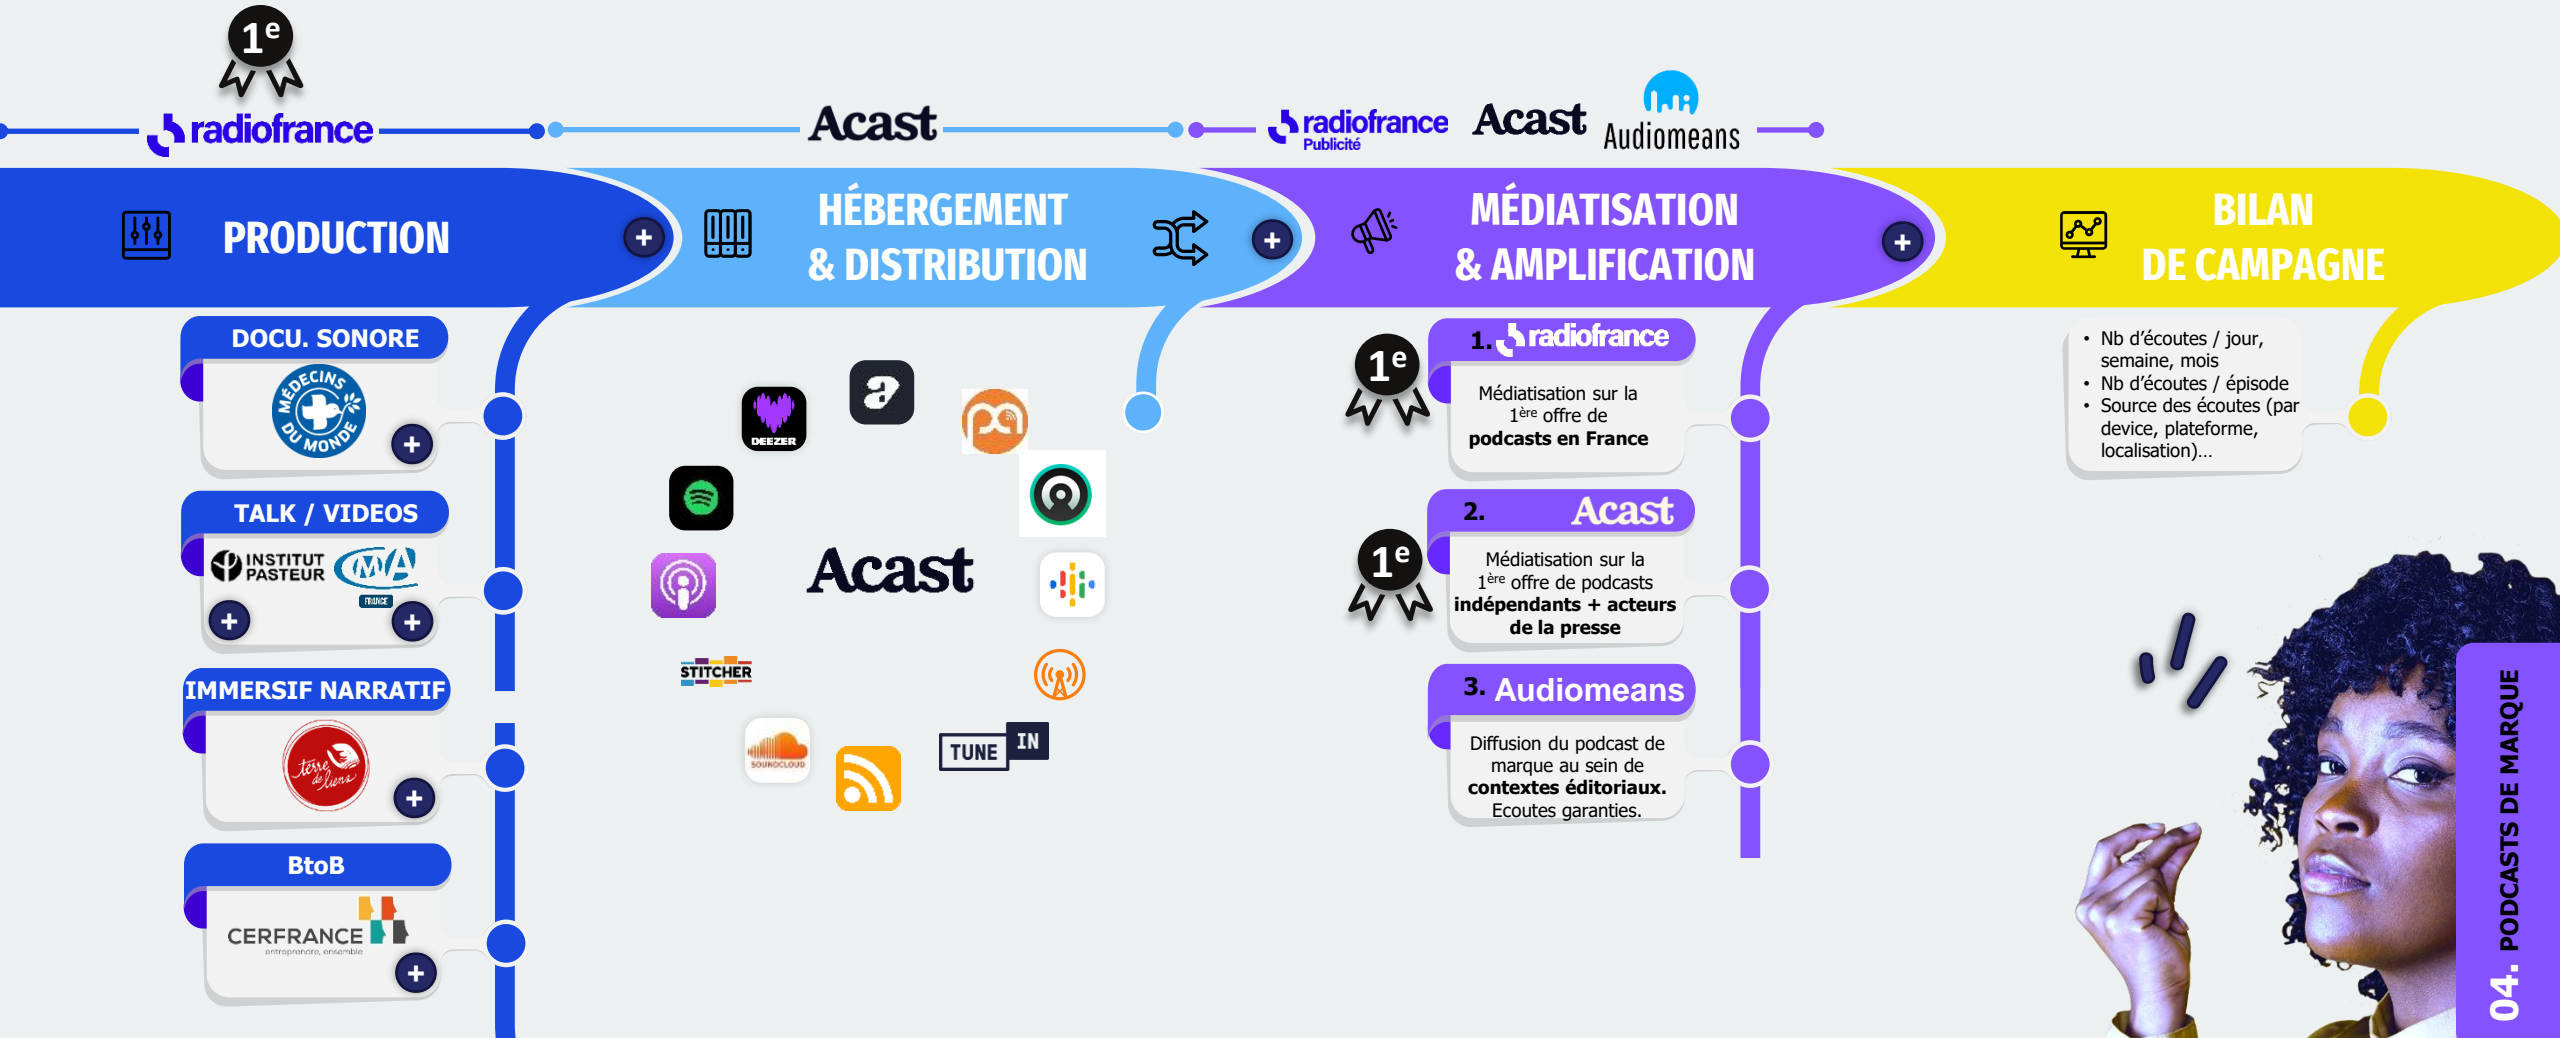 1e
radiofrance
Acast
radiofrance
Publicité
Acast
Audiomeans
PRODUCTION
+
HÉBERGEMENT
& DISTRIBUTION
+
MÉDIATISATION
& AMPLIFICATION
+
BILAN
DE CAMPAGNE
DOCU. SONORE
MÉDECINS
DU MONDE
+
TALK / VIDEOS
INSTITUT
PASTEUR
CMA
FRANCE
+
+
IMMERSIF NARRATIF
terre
de liens
+
BtoB
CERFRANCE
entreprendre, ensemble
+
a
DEEZER
Acast
STITCHER
SOUNDCLOUD
TUNE IN
1e
1. radiofrance
Médiatisation sur la
1ère offre de
podcasts en France
1e
2. Acast
Médiatisation sur la
1ère offre de podcasts
indépendants + acteurs
de la presse
3. Audiomeans
Diffusion du podcast de
marque au sein de
contextes éditoriaux.
Ecoutes garanties.
• Nb d'écoutes / jour,
semaine, mois
• Nb d'écoutes / épisode
• Source des écoutes (par
device, plateforme,
localisation)...
04. PODCASTS DE MARQUE